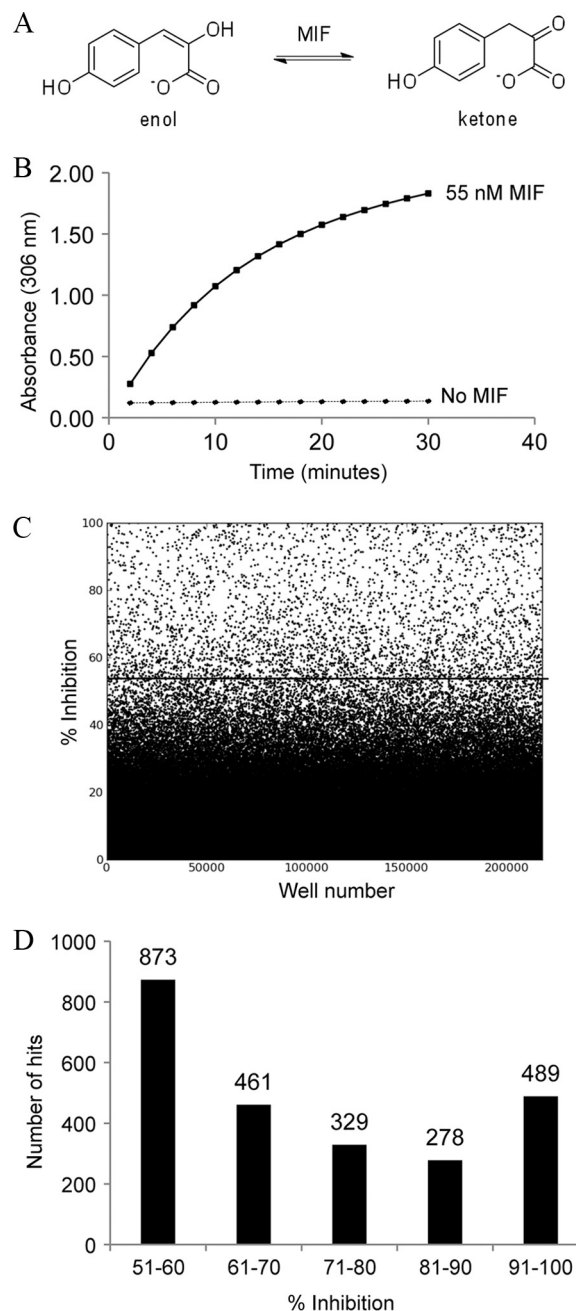 A
OH
MIF
O
HO
-O
O
HO
-O
O
enol
ketone
B
2.00
1.50
1.00
0.50
0.00
Absorbance (306 nm)
55 nM MIF
No MIF
0
10
20
30
40
Time (minutes)
C
100
80
60
40
20
0
% Inhibition
0
50000
100000
150000
200000
Well number
D
1000
800
600
400
200
0
Number of hits
873
461
329
278
489
51-60
61-70
71-80
81-90
91-100
% Inhibition